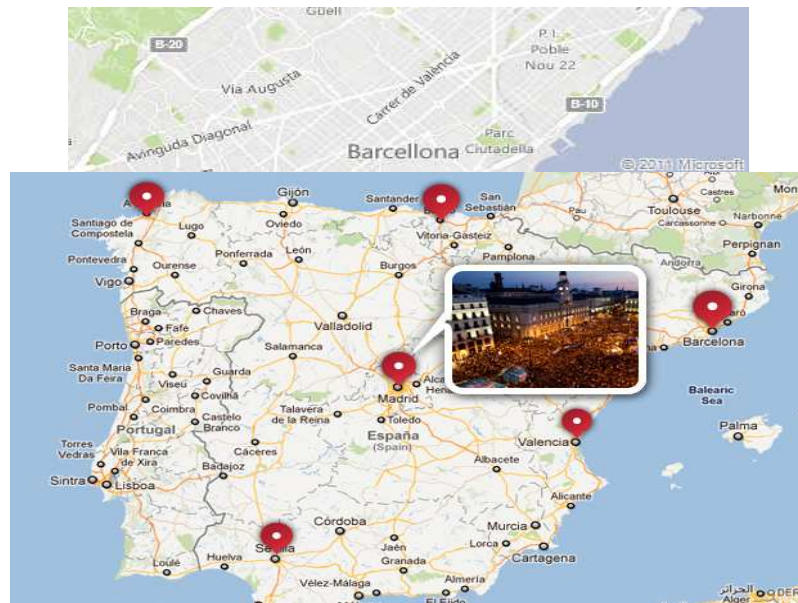 Güell
B-20
P. I.
Poble
Nou 22
Via Augusta
Carrer de València
B-10
Avinguda Diagonal
Parc
Ciutadella
Barcellona
© 2011 Microsoft
Gijón
Santander
San
Sebastián
Pau
Toulouse
Castres
Mon
Carcassonne
Narbonne
Santiago de
Compostela
Lugo
Oviedo
Vitoria-Gasteiz
Pamplona
Perpignan
Andorra
Pontevedra
Ourense
Ponferrada
León
Burgos
Vigo
Girona
Braga
Chaves
Fafe
Valladolid
Porto
Paredes
Barcelona
Santa Maria
Da Feira
Viseu
Guarda
Salamanca
Madrid
Balearic
Sea
Pombal
Coimbra
Covilhã
Castelo
Branco
Talavera
de la Reina
Toledo
Portugal
España
(Spain)
Valencia
Palma
Torres
Vedras
Vila Franca
de Xira
Cáceres
Albacete
Sintra
Lisboa
Badajoz
Alicante
Córdoba
Murcia
Sevilla
Jaén
Lorca
Cartagena
Loulé
Huelva
Granada
Vélez-Málaga
Almería
El Ejido
الجزائر
Alger